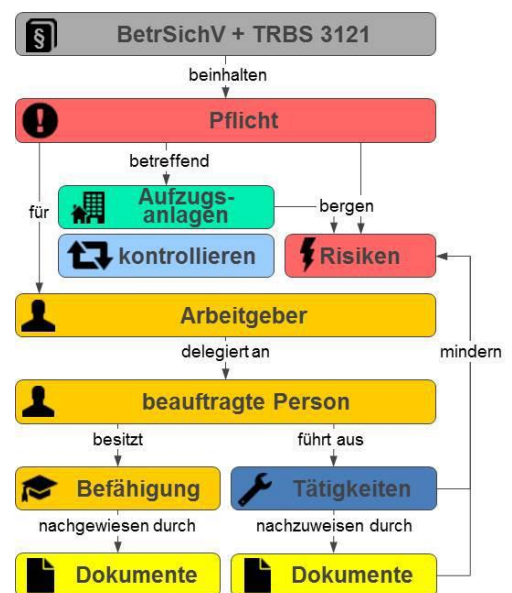 §
BetrSichV + TRBS 3121
beinhalten
Pflicht
betreffend
für
Aufzugs-
anlagen
bergen
kontrollieren
Risiken
Arbeitgeber
delegiert an
mindern
beauftragte Person
besitzt
führt aus
Befähigung
Tätigkeiten
nachgewiesen durch
nachzuweisen durch
Dokumente
Dokumente